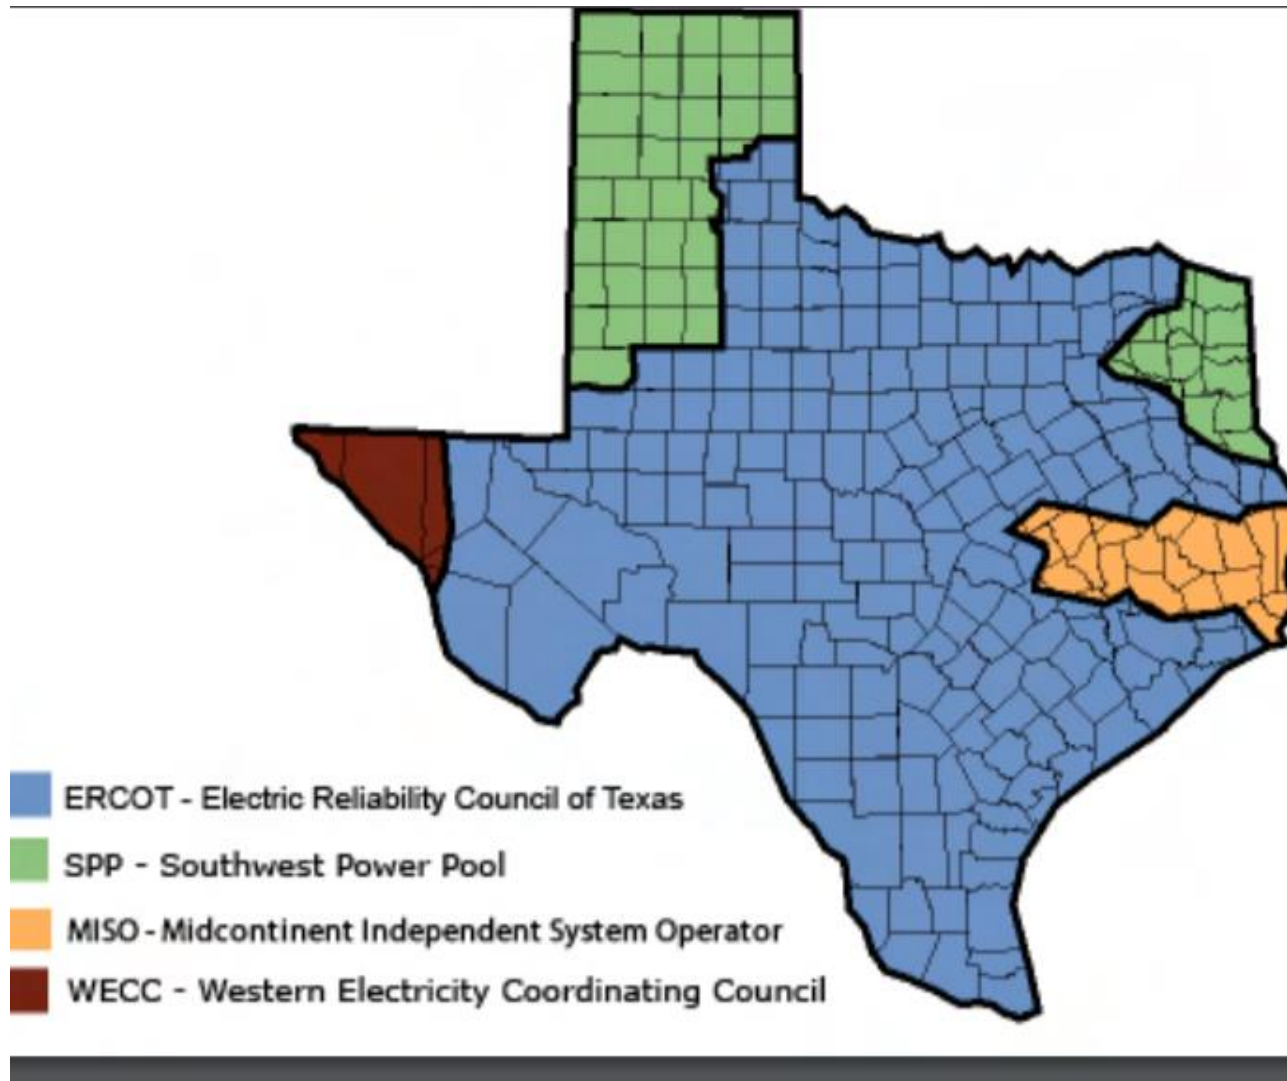 ERCOT - Electric Reliability Council of Texas
SPP - Southwest Power Pool
MISO - Midcontinent Independent System Operator
WECC - Western Electricity Coordinating Council